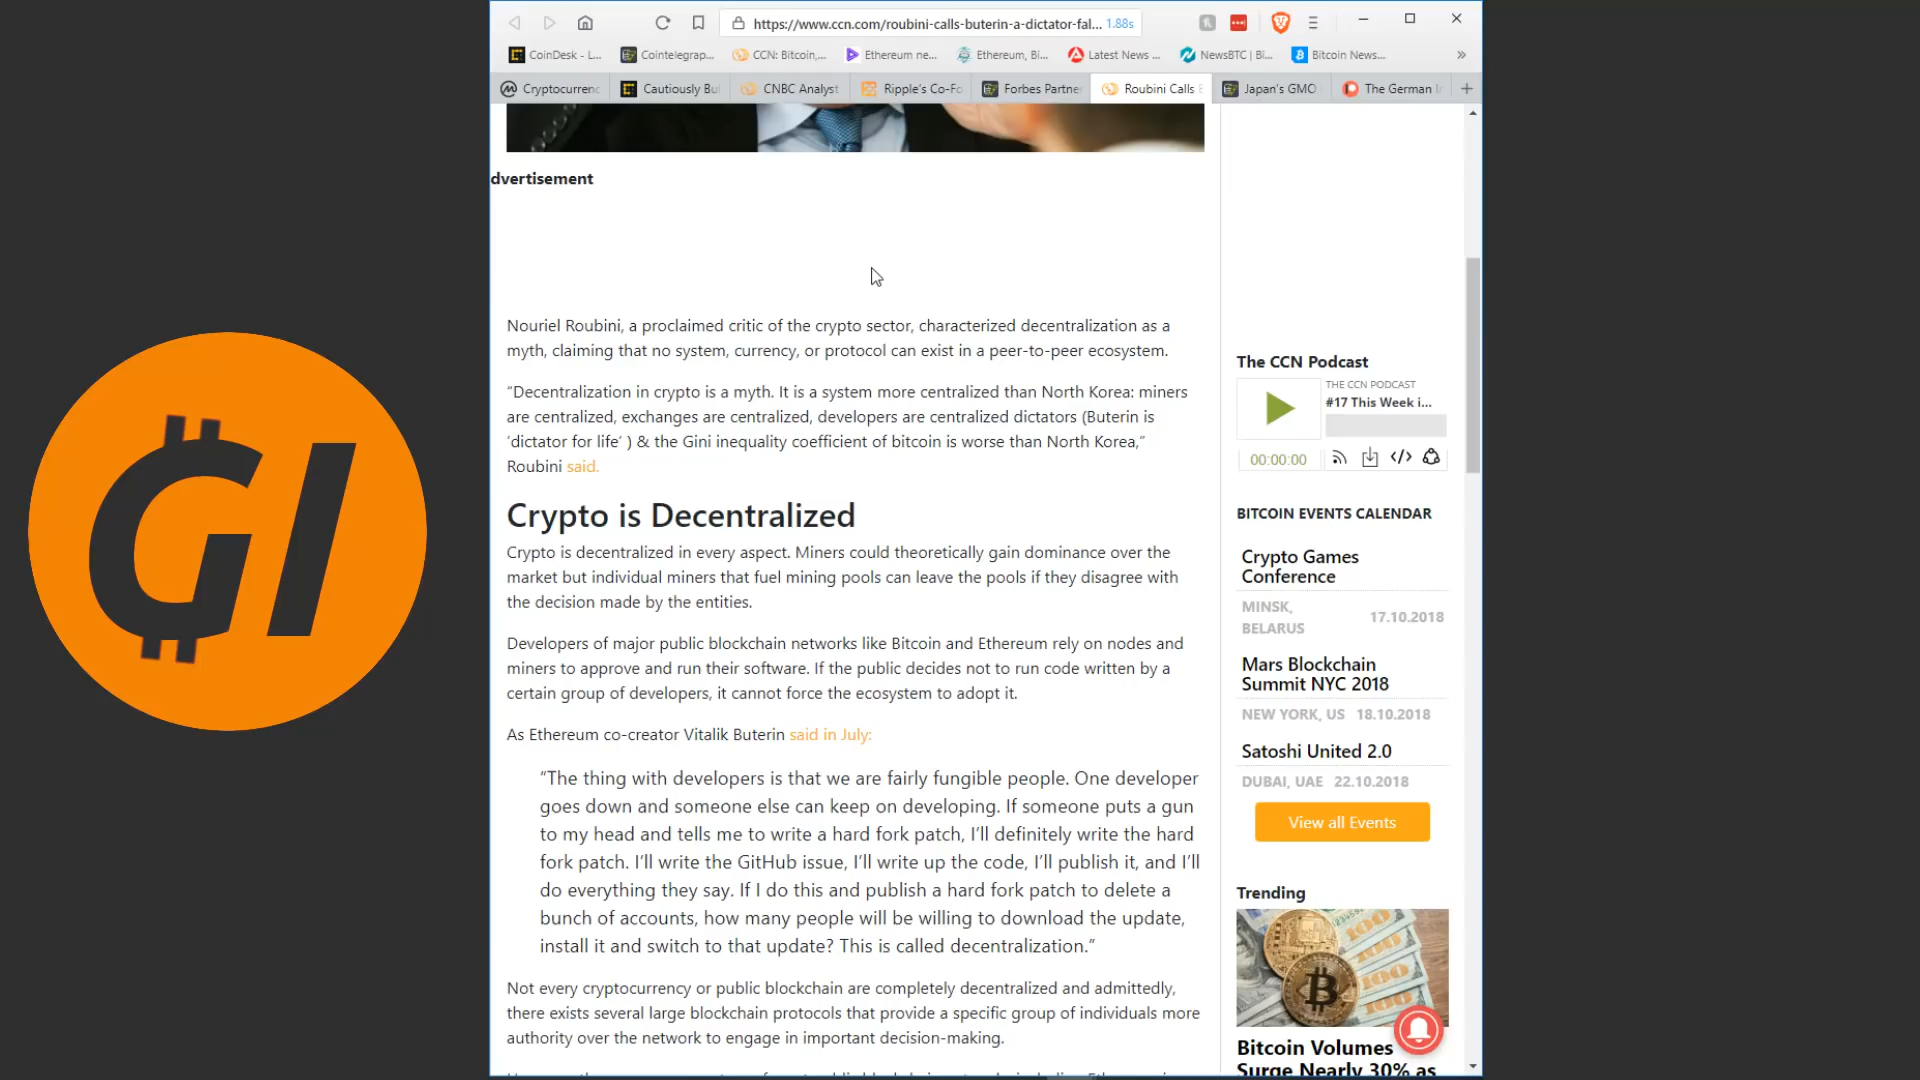 https://www.ccn.com/roubini-calls-buterin-a-dictator-fal... 1.88s
CoinDesk - L... Cointelegrap... CCN: Bitcoin,... Ethereum ne... Ethereum, Bi... Latest News ... NewsBTC | Bi... Bitcoin News... »
Cryptocurrenc Cautiously Bul CNBC Analyst Ripple's Co-Fo Forbes Partne Roubini Calls Japan's GMO The German I
dvertisement
Nouriel Roubini, a proclaimed critic of the crypto sector, characterized decentralization as a
myth, claiming that no system, currency, or protocol can exist in a peer-to-peer ecosystem.
“Decentralization in crypto is a myth. It is a system more centralized than North Korea: miners
are centralized, exchanges are centralized, developers are centralized dictators (Buterin is
‘dictator for life’ ) & the Gini inequality coefficient of bitcoin is worse than North Korea,”
Roubini said.
Crypto is Decentralized
Crypto is decentralized in every aspect. Miners could theoretically gain dominance over the
market but individual miners that fuel mining pools can leave the pools if they disagree with
the decision made by the entities.
Developers of major public blockchain networks like Bitcoin and Ethereum rely on nodes and
miners to approve and run their software. If the public decides not to run code written by a
certain group of developers, it cannot force the ecosystem to adopt it.
As Ethereum co-creator Vitalik Buterin said in July:
“The thing with developers is that we are fairly fungible people. One developer
goes down and someone else can keep on developing. If someone puts a gun
to my head and tells me to write a hard fork patch, I’ll definitely write the hard
fork patch. I’ll write the GitHub issue, I’ll write up the code, I’ll publish it, and I’ll
do everything they say. If I do this and publish a hard fork patch to delete a
bunch of accounts, how many people will be willing to download the update,
install it and switch to that update? This is called decentralization.”
Not every cryptocurrency or public blockchain are completely decentralized and admittedly,
there exists several large blockchain protocols that provide a specific group of individuals more
authority over the network to engage in important decision-making.
The CCN Podcast
THE CCN PODCAST
#17 This Week i...
00:00:00
BITCOIN EVENTS CALENDAR
Crypto Games
Conference
MINSK,
BELARUS 17.10.2018
Mars Blockchain
Summit NYC 2018
NEW YORK, US 18.10.2018
Satoshi United 2.0
DUBAI, UAE 22.10.2018
View all Events
Trending
Bitcoin Volumes
Surge Nearly 30% as
GI